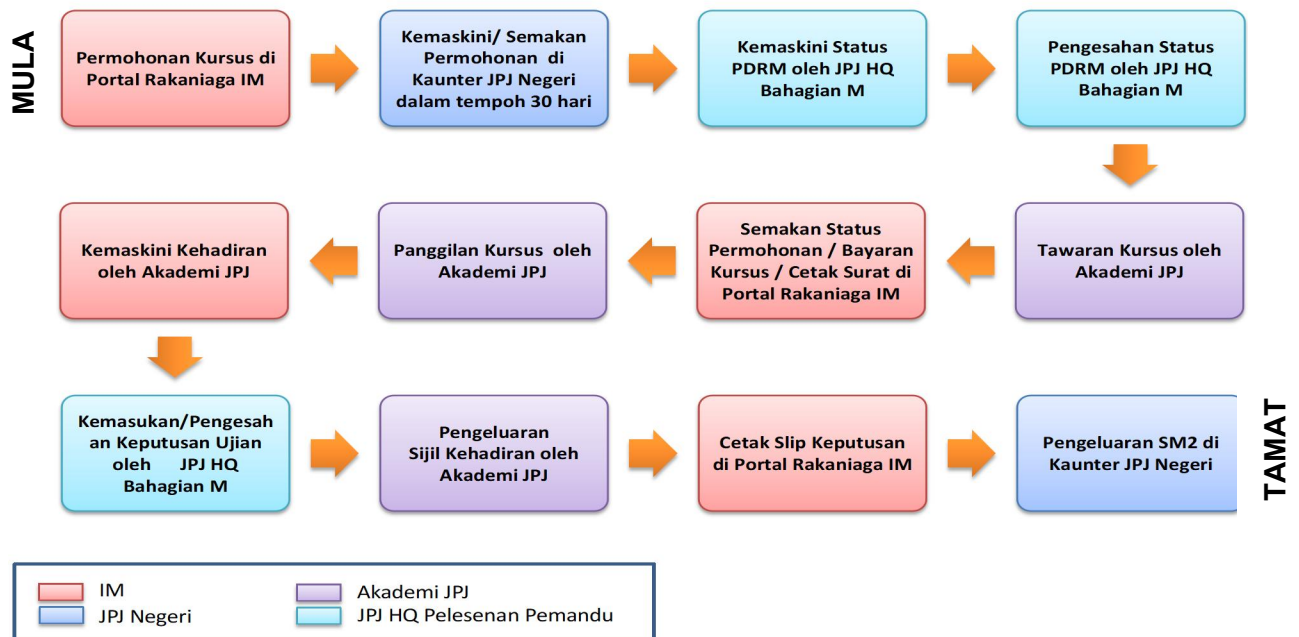 MULA
Permohonan Kursus di
Portal Rakaniaga IM
Kemaskini/ Semakan
Permohonan di
Kaunter JPJ Negeri
dalam tempoh 30 hari
Kemaskini Status
PDRM oleh JPJ HQ
Bahagian M
Pengesahan Status
PDRM oleh JPJ HQ
Bahagian M
Tawaran Kursus oleh
Akademi JPJ
Semakan Status
Permohonan / Bayaran
Kursus / Cetak Surat di
Portal Rakaniaga IM
Panggilan Kursus oleh
Akademi JPJ
Kemaskini Kehadiran
oleh Akademi JPJ
Kemasukan/Pengesah
an Keputusan Ujian
oleh JPJ HQ
Bahagian M
Pengeluaran
Sijil Kehadiran oleh
Akademi JPJ
Cetak Slip Keputusan
di Portal Rakaniaga IM
Pengeluaran SM2 di
Kaunter JPJ Negeri
TAMAT
IM
Akademi JPJ
JPJ Negeri
JPJ HQ Pelesenan Pemandu